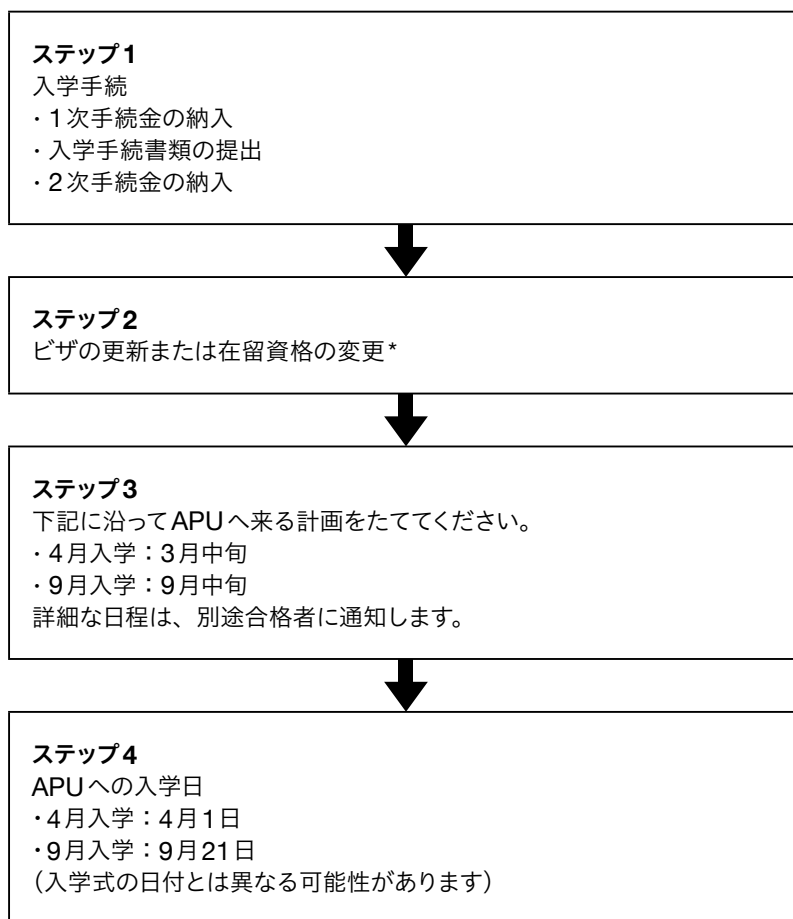 ステップ1
入学手続
・1次手続金の納入
・入学手続書類の提出
・2次手続金の納入
ステップ2
ビザの更新または在留資格の変更*
ステップ3
下記に沿ってAPUへ来る計画をたててください。
・4月入学：3月中旬
・9月入学：9月中旬
詳細な日程は、別途合格者に通知します。
ステップ4
APUへの入学日
・4月入学：4月1日
・9月入学：9月21日
（入学式の日付とは異なる可能性があります）